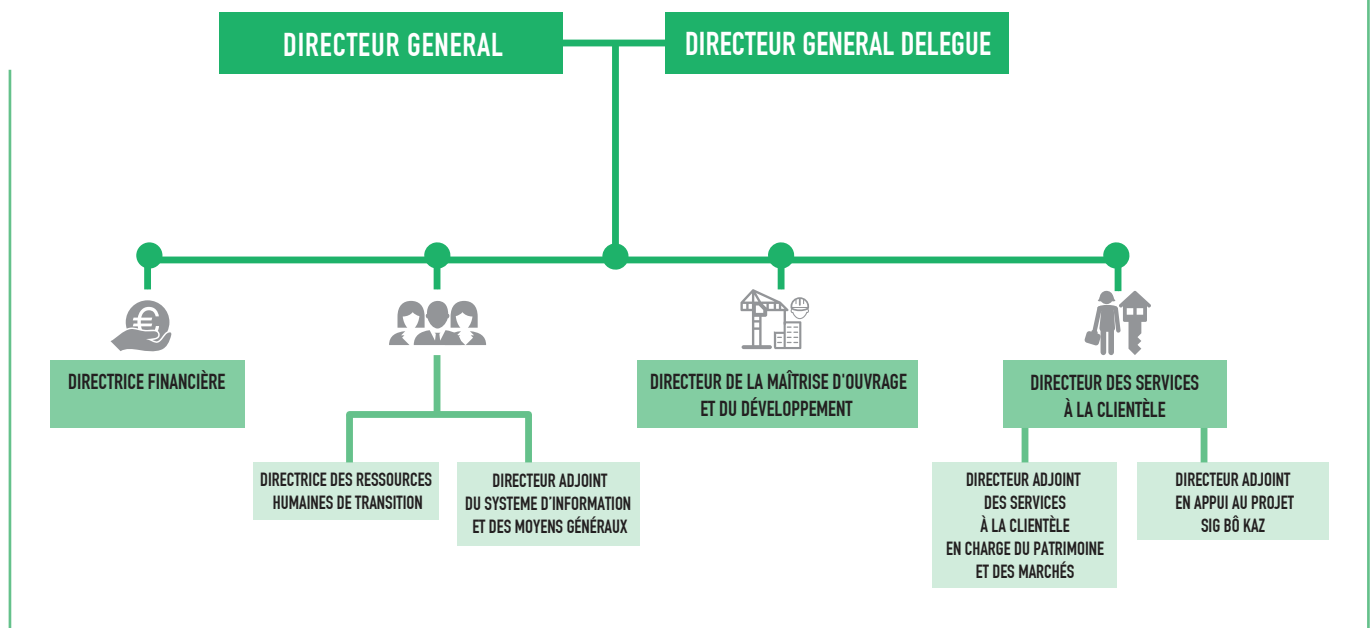 DIRECTEUR GENERAL
DIRECTEUR GENERAL DELEGUE
€
DIRECTRICE FINANCIÈRE
DIRECTEUR DE LA MAÎTRISE D'OUVRAGE
ET DU DÉVELOPPEMENT
DIRECTEUR DES SERVICES
À LA CLIENTÈLE
DIRECTRICE DES RESSOURCES
HUMAINES DE TRANSITION
DIRECTEUR ADJOINT
DU SYSTEME D'INFORMATION
ET DES MOYENS GÉNÉRAUX
DIRECTEUR ADJOINT
DES SERVICES
À LA CLIENTÈLE
EN CHARGE DU PATRIMOINE
ET DES MARCHÉS
DIRECTEUR ADJOINT
EN APPUI AU PROJET
SIG BÔ KAZ